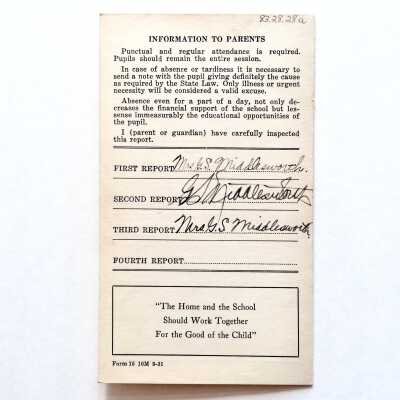 83.28.28a
INFORMATION TO PARENTS
Punctual and regular attendance is required.
Pupils should remain the entire session.
In case of absence or tardiness it is necessary to
send a note with the pupil giving definitely the cause
as required by the State Law. Only illness or urgent
necessity will be considered a valid excuse.
Absence even for a part of a day, not only de-
creases the financial support of the school but les-
sens immeasurably the educational opportunities of
the pupil.
I (parent or guardian) have carefully inspected
this report.
FIRST REPORT Mrs G.S. Middlesworth.
SECOND REPORT G S Middlesworth
THIRD REPORT Mrs G.S Middlesworth.
FOURTH REPORT
"The Home and the School
Should Work Together
For the Good of the Child"
Form 16 10M 8-31